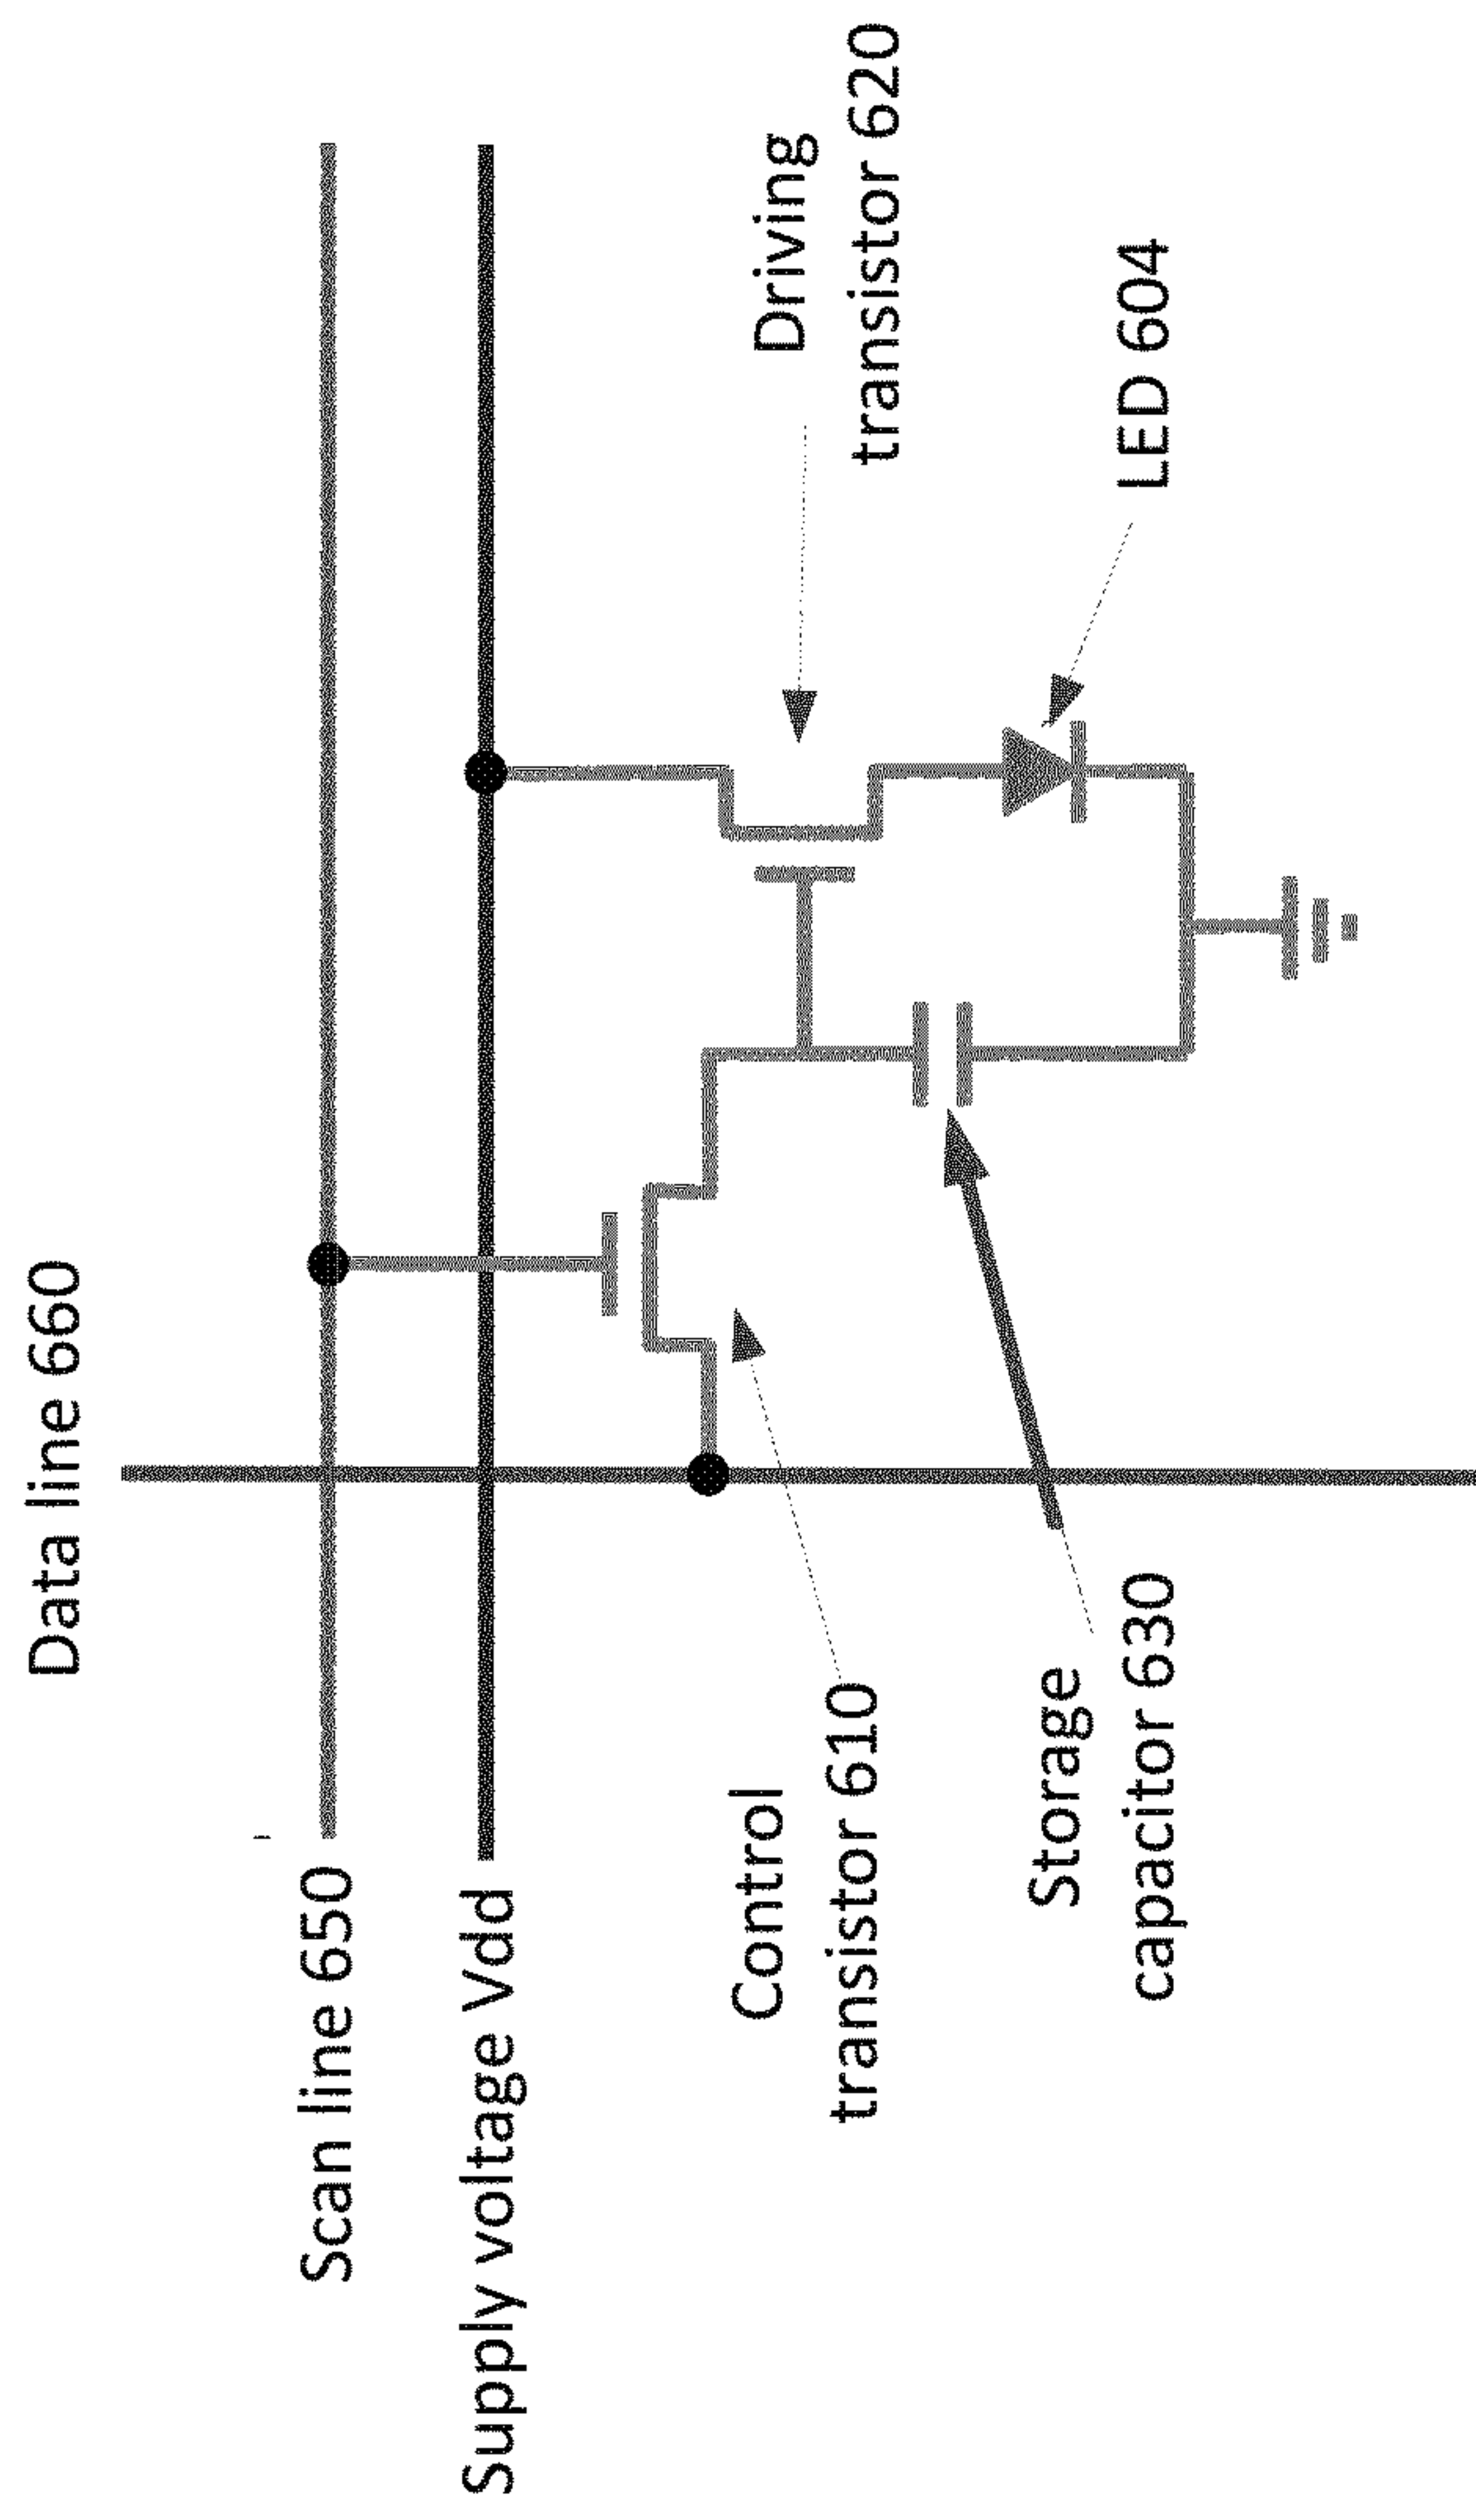 Data line 660
Scan line 650
Supply voltage Vdd
Driving
transistor 620
Control
transistor 610
LED 604
Storage
capacitor 630